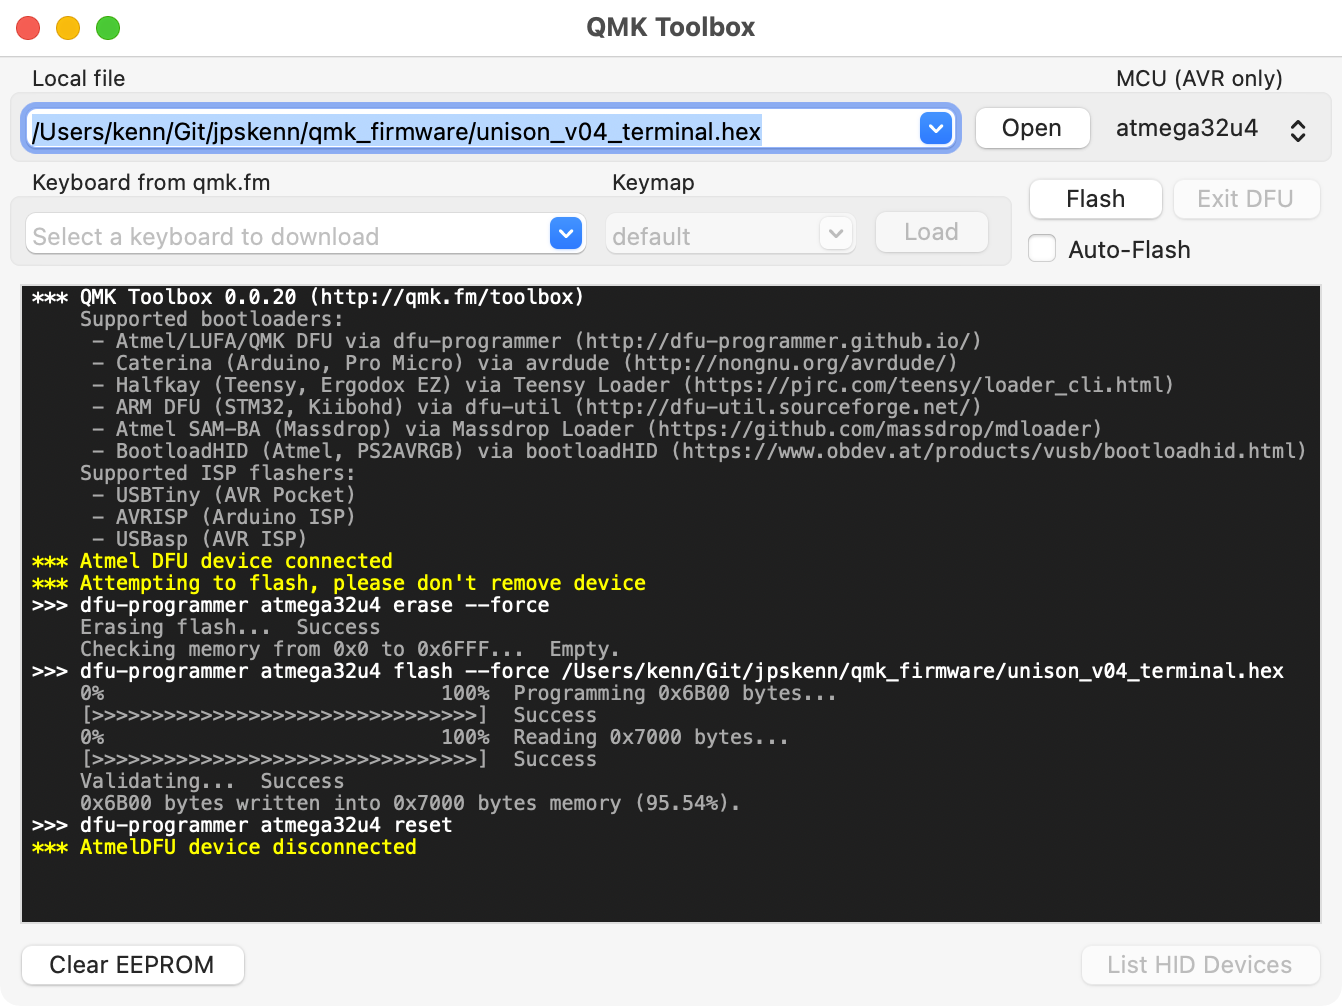 QMK Toolbox
Local file
MCU (AVR only)
/Users/kenn/Git/jpskenn/qmk_firmware/unison_v04_terminal.hex
Open
atmega32u4
Keyboard from qmk.fm
Keymap
Flash
Exit DFU
Select a keyboard to download
default
Load
Auto-Flash
*** QMK Toolbox 0.0.20 (http://qmk.fm/toolbox)
Supported bootloaders:
- Atmel/LUFA/QMK DFU via dfu-programmer (http://dfu-programmer.github.io/)
- Caterina (Arduino, Pro Micro) via avrdude (http://nongnu.org/avrdude/)
- Halfkay (Teensy, Ergodox EZ) via Teensy Loader (https://pjrc.com/teensy/loader_cli.html)
- ARM DFU (STM32, Kiibohd) via dfu-util (http://dfu-util.sourceforge.net/)
- Atmel SAM-BA (Massdrop) via Massdrop Loader (https://github.com/massdrop/mdloader)
- BootloadHID (Atmel, PS2AVRGB) via bootloadHID (https://www.obdev.at/products/vusb/bootloadhid.html)
Supported ISP flashers:
- USBTiny (AVR Pocket)
- AVRISP (Arduino ISP)
- USBasp (AVR ISP)
*** Atmel DFU device connected
*** Attempting to flash, please don't remove device
>>> dfu-programmer atmega32u4 erase --force
Erasing flash...  Success
Checking memory from 0x0 to 0x6FFF...  Empty.
>>> dfu-programmer atmega32u4 flash --force /Users/kenn/Git/jpskenn/qmk_firmware/unison_v04_terminal.hex
0%                            100%  Programming 0x6B00 bytes...
[>>>>>>>>>>>>>>>>>>>>>>>>>>>>>>>>]  Success
0%                            100%  Reading 0x7000 bytes...
[>>>>>>>>>>>>>>>>>>>>>>>>>>>>>>>>]  Success
Validating...  Success
0x6B00 bytes written into 0x7000 bytes memory (95.54%).
>>> dfu-programmer atmega32u4 reset
*** AtmelDFU device disconnected
Clear EEPROM
List HID Devices